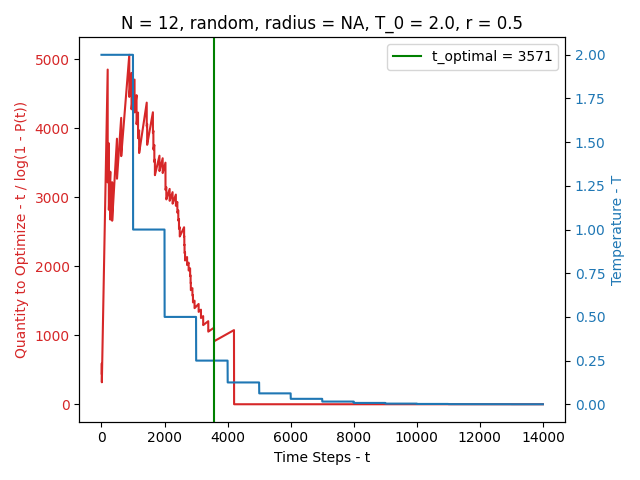 N = 12, random, radius = NA, T_0 = 2.0, r = 0.5
t_optimal = 3571
Quantity to Optimize - t / log(1 - P(t))
5000
4000
3000
2000
1000
0
2.00
1.75
1.50
1.25
1.00
0.75
0.50
0.25
0.00
Temperature - T
0 2000 4000 6000 8000 10000 12000 14000
Time Steps - t